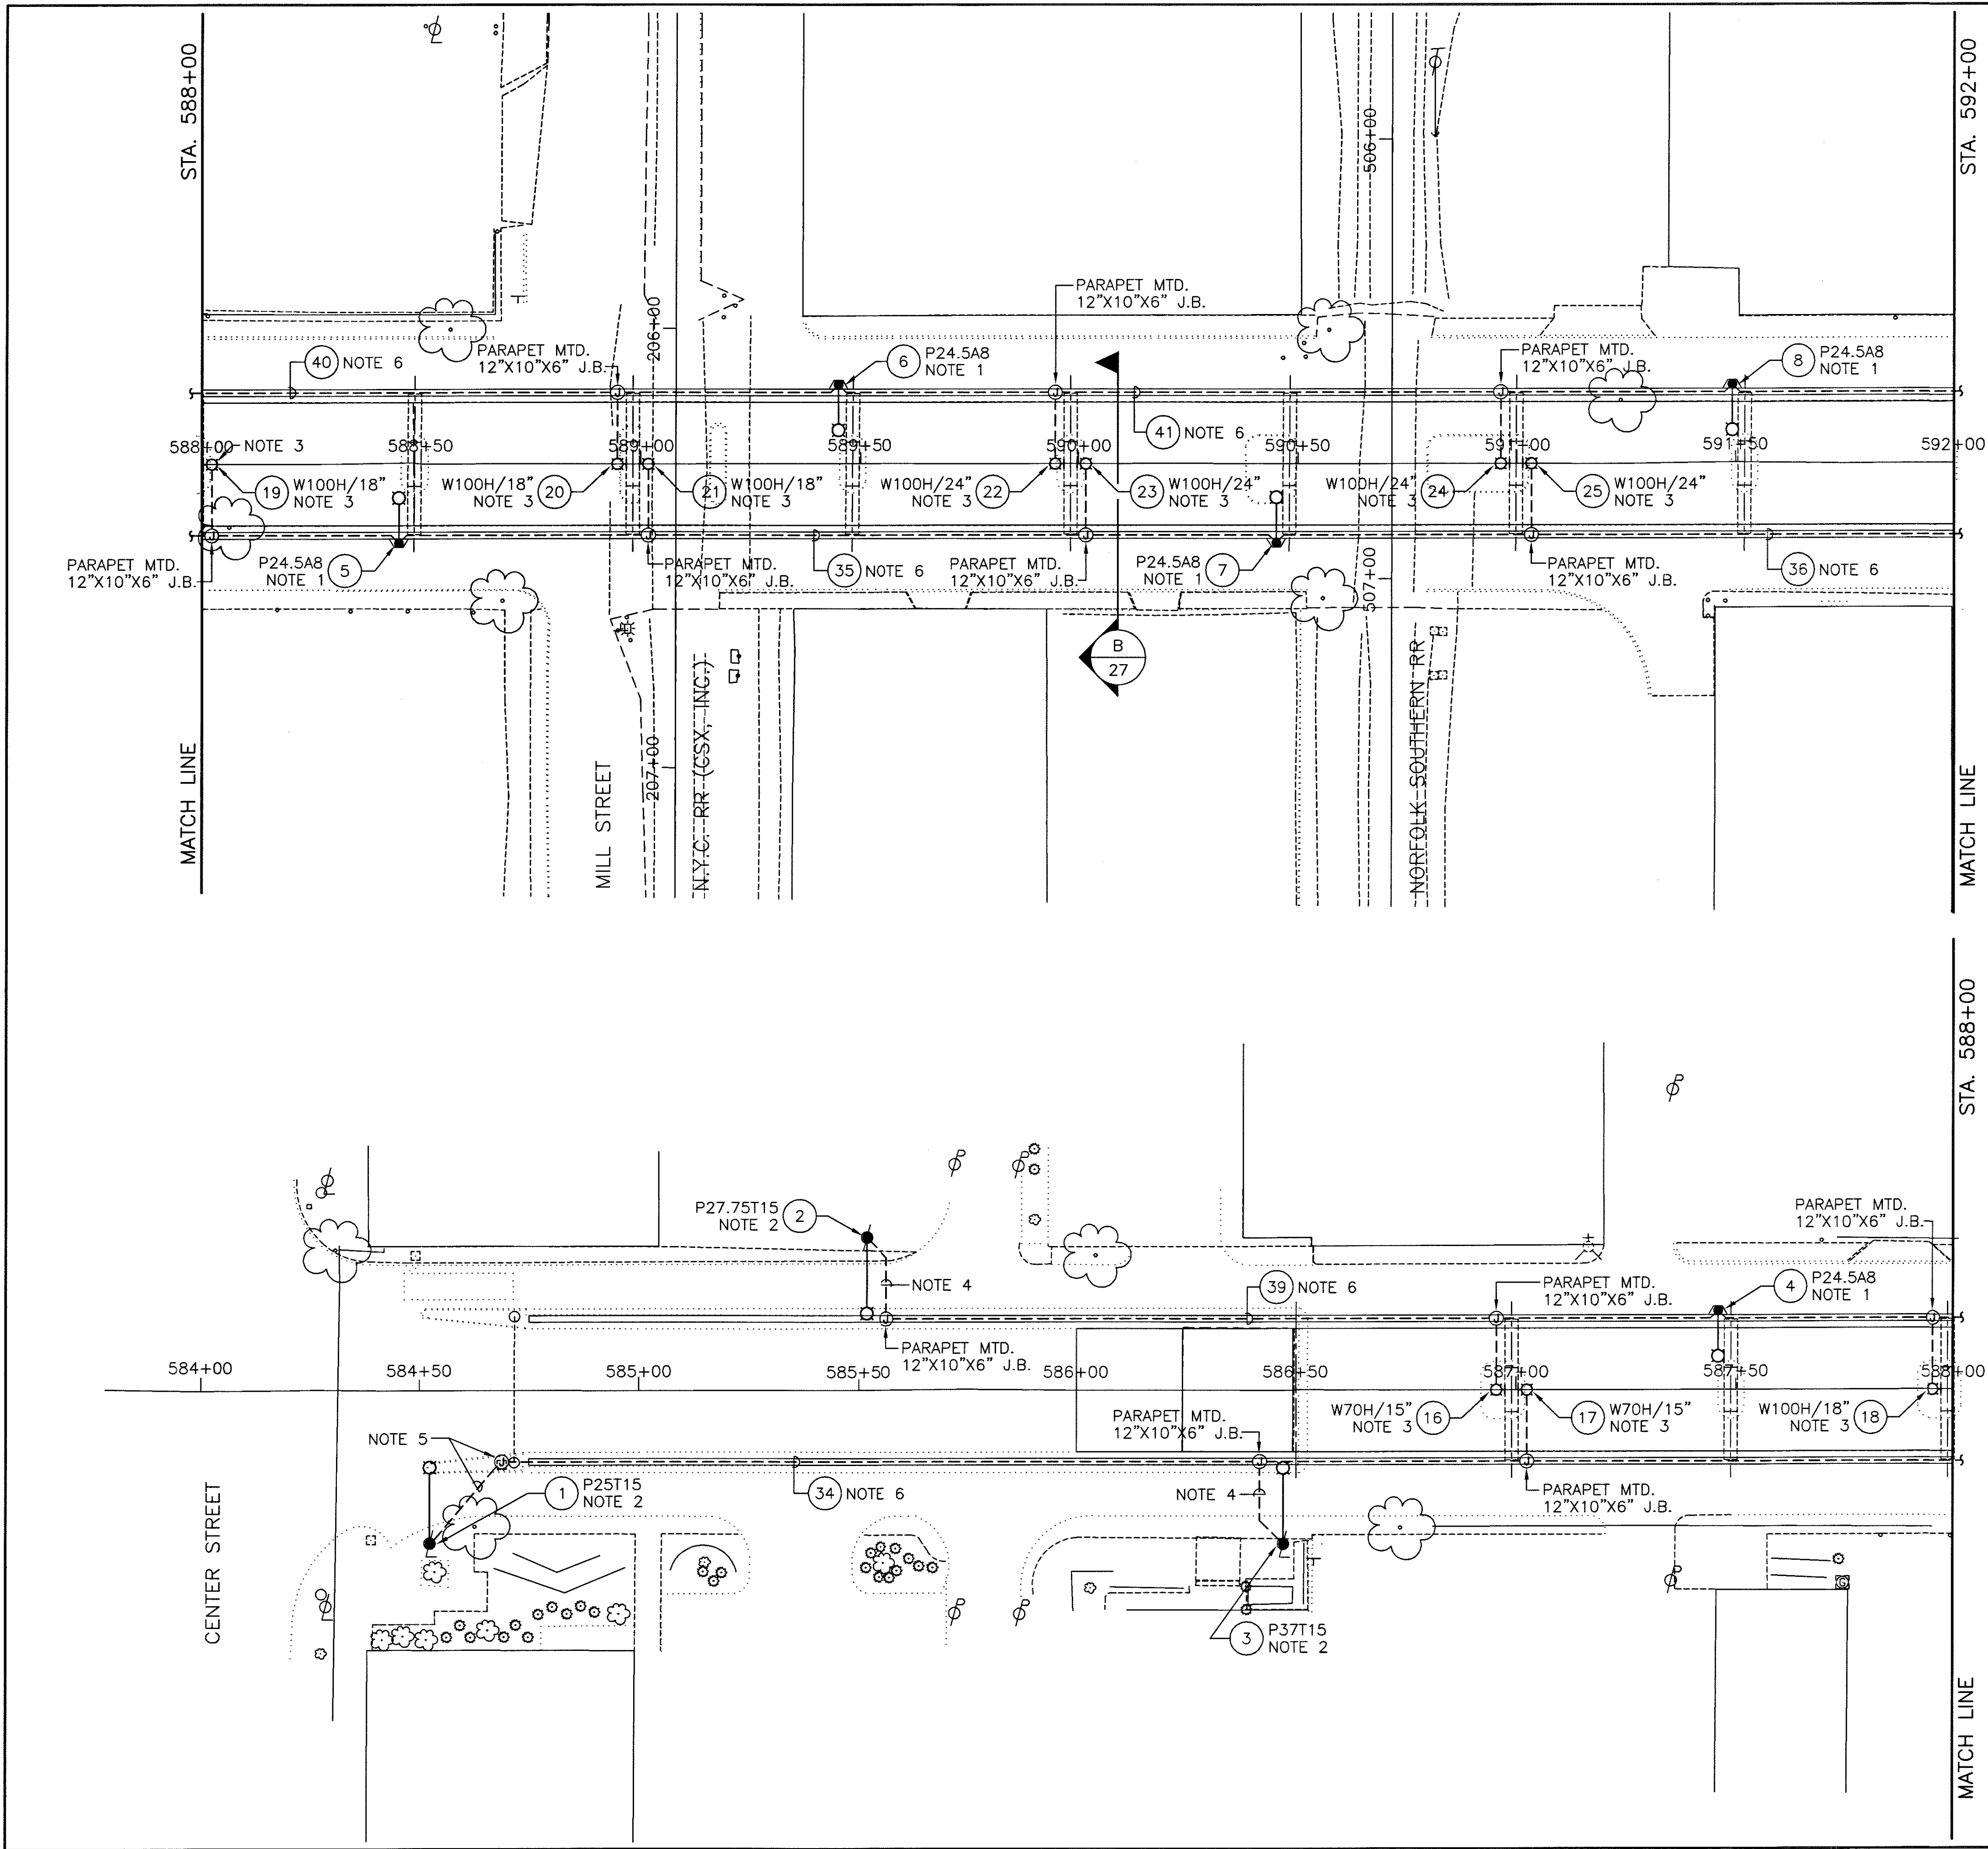 STA. 588+00
STA. 592+00
506+00
PARAPET MTD.
12"X10"X6" J.B.
206+00
40 NOTE 6
PARAPET MTD.
12"X10"X6" J.B.
6 P24.5A8
NOTE 1
PARAPET MTD.
12"X10"X6" J.B.
8 P24.5A8
NOTE 1
41 NOTE 6
588+00
NOTE 3
588+50
589+00
589+50
590+00
590+50
591+00
591+50
592+00
19 W100H/18"
NOTE 3
W100H/18"
NOTE 3 20
21 W100H/18"
NOTE 3
W100H/24"
NOTE 3 22
23 W100H/24"
NOTE 3
W100H/24"
NOTE 3 24
25 W100H/24"
NOTE 3
PARAPET MTD.
12"X10"X6" J.B.
P24.5A8
NOTE 1 5
PARAPET MTD.
12"X10"X6" J.B.
35 NOTE 6
PARAPET MTD.
12"X10"X6" J.B.
P24.5A8
NOTE 1 7
507+00
PARAPET MTD.
12"X10"X6" J.B.
36 NOTE 6
B
27
MATCH LINE
MILL STREET
207+00
N.Y.C. RR (CSX, INC.)
NORFOLK SOUTHERN RR
MATCH LINE
STA. 588+00
P27.75T15
NOTE 2 2
PARAPET MTD.
12"X10"X6" J.B.
NOTE 4
39 NOTE 6
PARAPET MTD.
12"X10"X6" J.B.
4 P24.5A8
NOTE 1
PARAPET MTD.
12"X10"X6" J.B.
584+00
584+50
585+00
585+50
586+00
586+50
587+00
587+50
588+00
PARAPET MTD.
12"X10"X6" J.B.
W70H/15"
NOTE 3 16
17 W70H/15"
NOTE 3
W100H/18"
NOTE 3 18
NOTE 5
1 P25T15
NOTE 2
34 NOTE 6
NOTE 4
PARAPET MTD.
12"X10"X6" J.B.
CENTER STREET
G
3 P37T15
NOTE 2
MATCH LINE